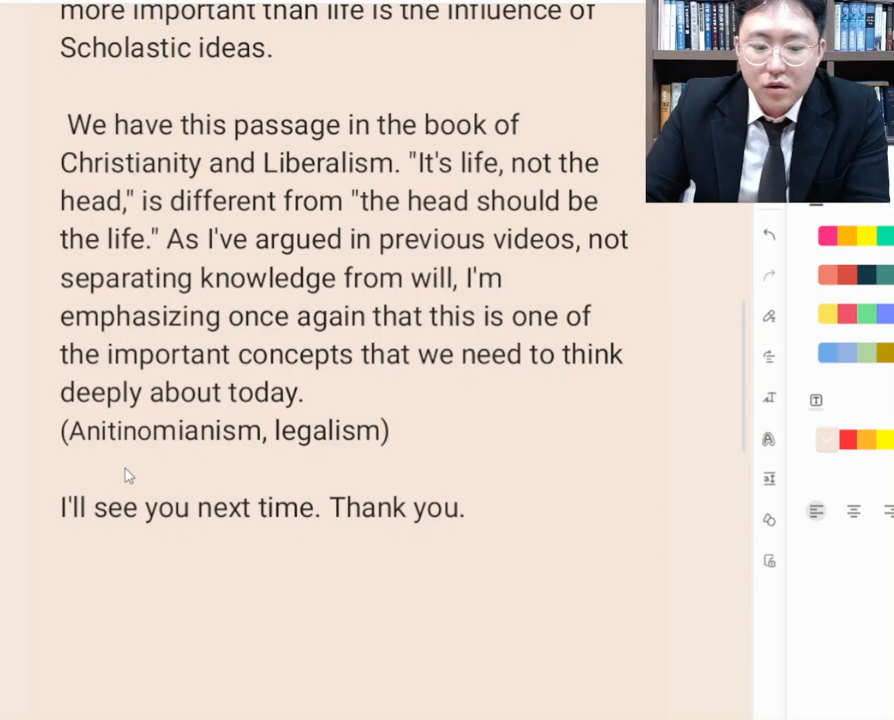 more important than life is the influence of
Scholastic ideas.
We have this passage in the book of
Christianity and Liberalism. "It's life, not the
head," is different from "the head should be
the life." As I've argued in previous videos, not
separating knowledge from will, I'm
emphasizing once again that this is one of
the important concepts that we need to think
deeply about today.
(Anitinomianism, legalism)
I'll see you next time. Thank you.